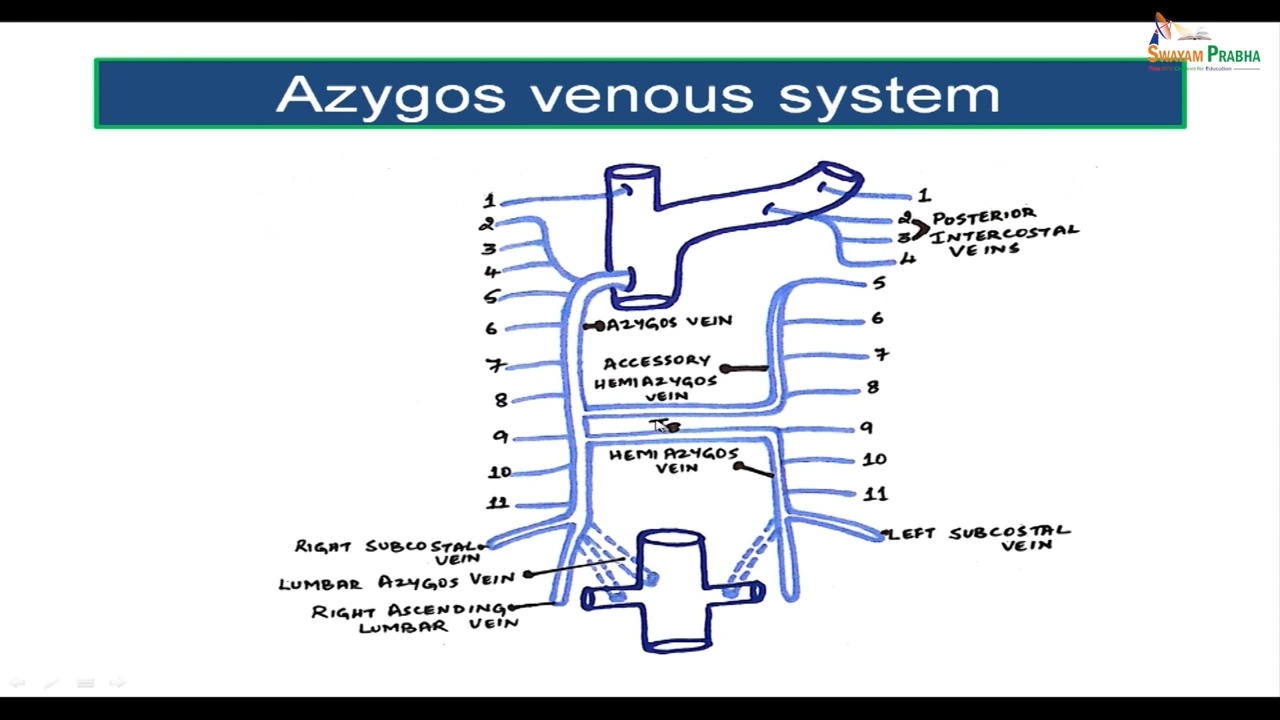 SWAYAM PRABHA
Azygos venous system
1
2
3
4
5
6
7
8
9
10
11
1
2
3
4
POSTERIOR
INTERCOSTAL
VEINS
5
6
7
8
9
10
11
AZYGOS VEIN
ACCESSORY
HEMIAZYGOS
VEIN
HEMIAZYGOS
VEIN
RIGHT SUBCOSTAL
VEIN
LEFT SUBCOSTAL
VEIN
LUMBAR AZYGOS VEIN
RIGHT ASCENDING
LUMBAR VEIN